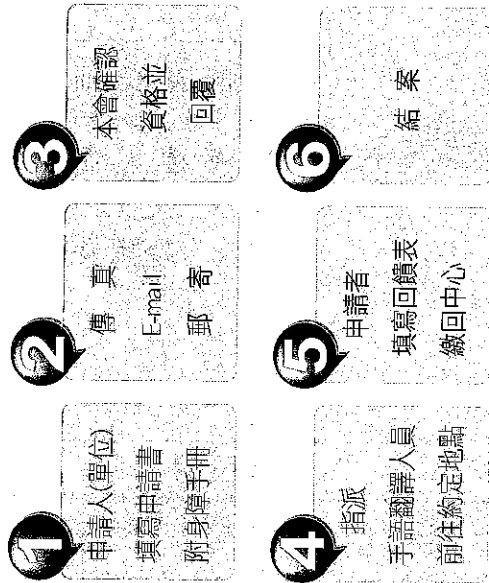 1
申請人(單位)
填寫申請書
附身障手冊
2
傳 真
E-mail
郵 寄
3
本會確認
資格並
回覆
4
指派
手語翻譯人員
前往約定地點
5
申請者
填寫回饋表
繳回中心
6
結 案